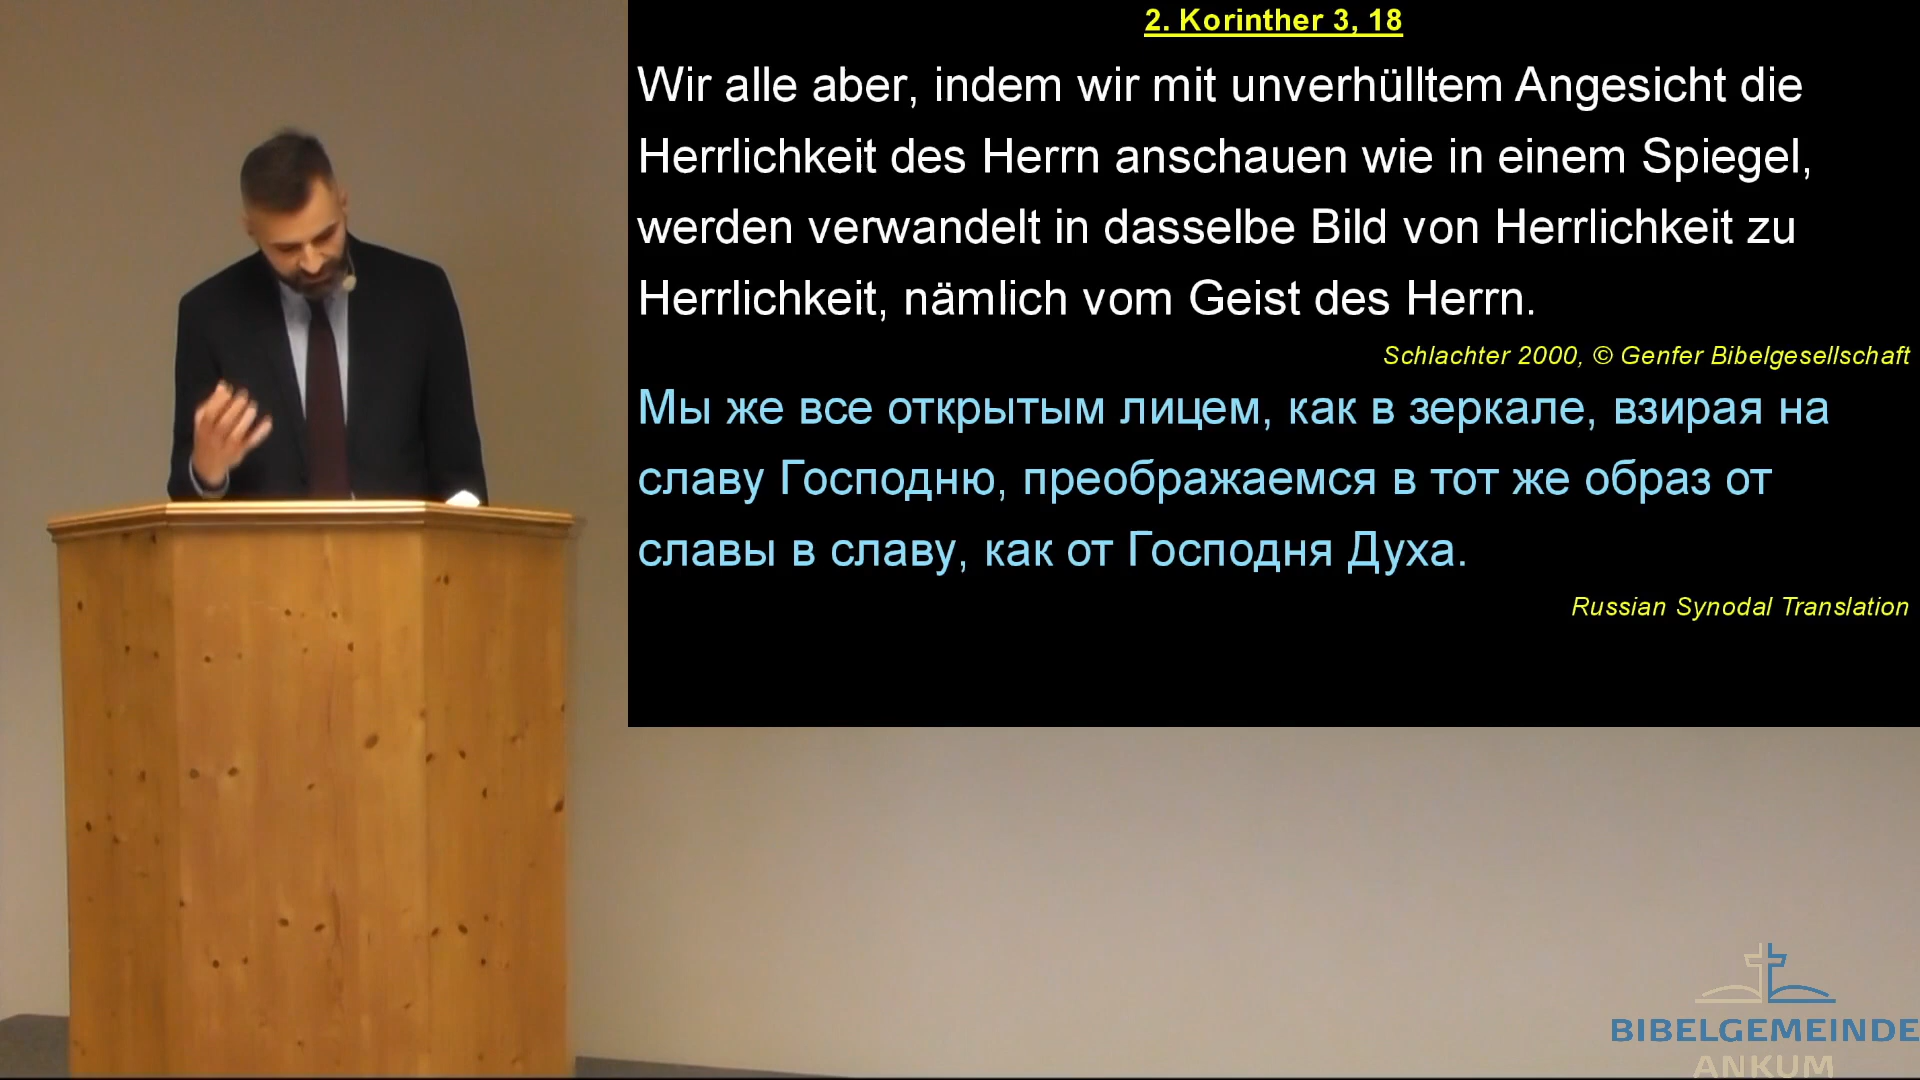 2. Korinther 3, 18
Wir alle aber, indem wir mit unverhülltem Angesicht die
Herrlichkeit des Herrn anschauen wie in einem Spiegel,
werden verwandelt in dasselbe Bild von Herrlichkeit zu
Herrlichkeit, nämlich vom Geist des Herrn.
Schlachter 2000, © Genfer Bibelgesellschaft
Мы же все открытым лицем, как в зеркале, взирая на
славу Господню, преображаемся в тот же образ от
славы в славу, как от Господня Духа.
Russian Synodal Translation
BIBELGEMEINDE
ANKUM